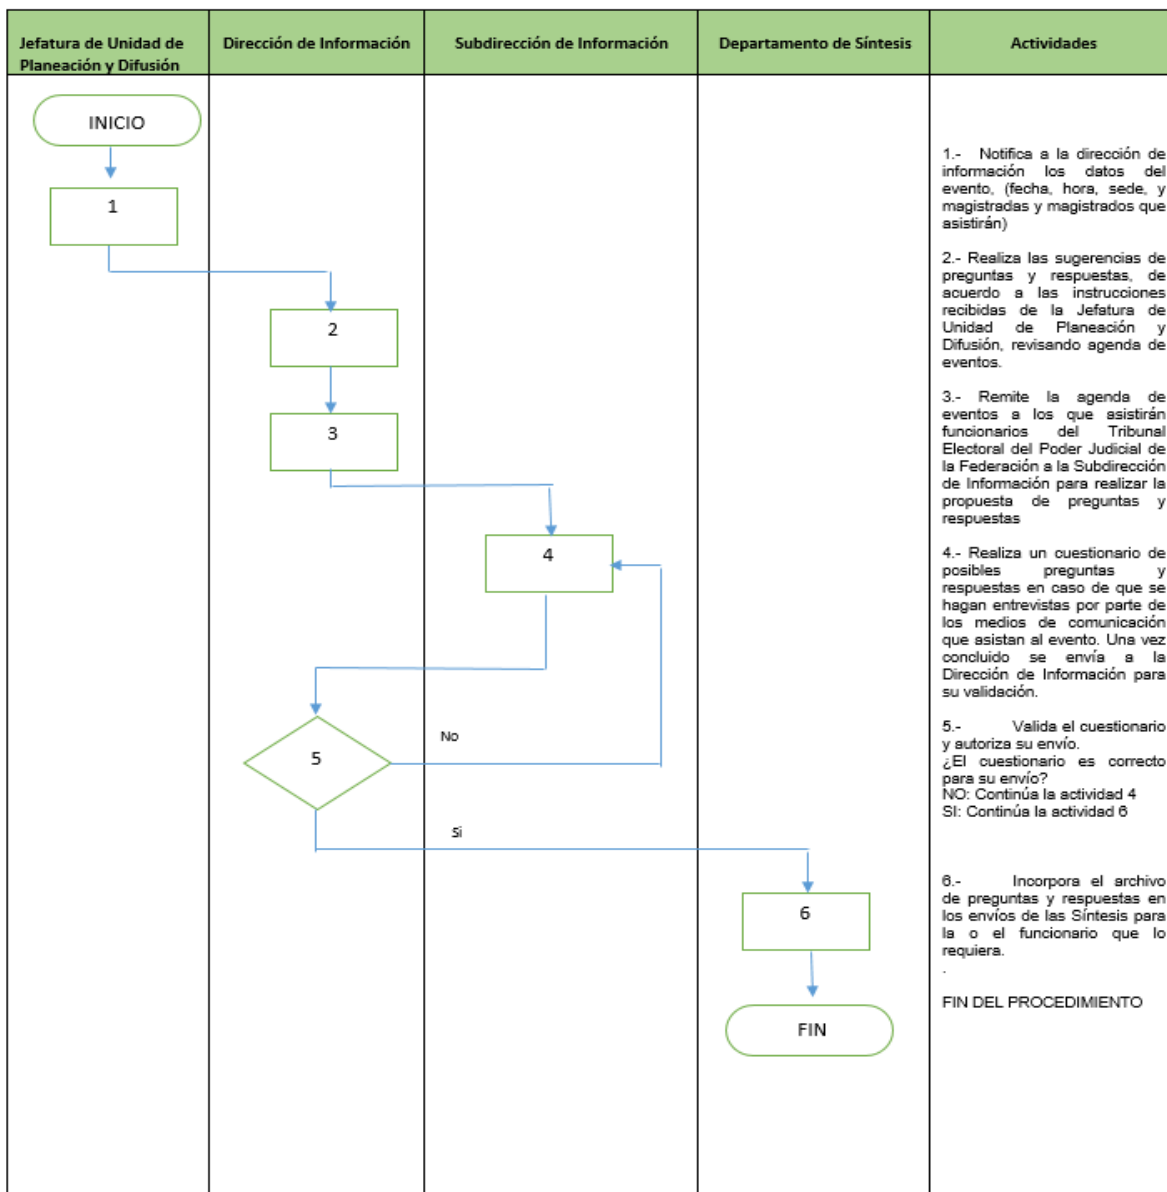 Jefatura de Unidad de
Planeación y Difusión
Dirección de Información
Subdirección de Información
Departamento de Síntesis
Actividades
INICIO
1
2
3
4
5
No
Si
6
FIN
1.- Notifica a la dirección de
información los datos del
evento, (fecha, hora, sede, y
magistradas y magistrados que
asistirán)
2.- Realiza las sugerencias de
preguntas y respuestas, de
acuerdo a las instrucciones
recibidas de la Jefatura de
Unidad de Planeación y
Difusión, revisando agenda de
eventos.
3.- Remite la agenda de
eventos a los que asistirán
funcionarios del Tribunal
Electoral del Poder Judicial de
la Federación a la Subdirección
de Información para realizar la
propuesta de preguntas y
respuestas
4.- Realiza un cuestionario de
posibles preguntas y
respuestas en caso de que se
hagan entrevistas por parte de
los medios de comunicación
que asistan al evento. Una vez
concluido se envía a la
Dirección de Información para
su validación.
5.- Valida el cuestionario
y autoriza su envío.
¿El cuestionario es correcto
para su envío?
NO: Continúa la actividad 4
SI: Continúa la actividad 6
6.- Incorpora el archivo
de preguntas y respuestas en
los envíos de las Síntesis para
la o el funcionario que lo
requiera.
.
FIN DEL PROCEDIMIENTO